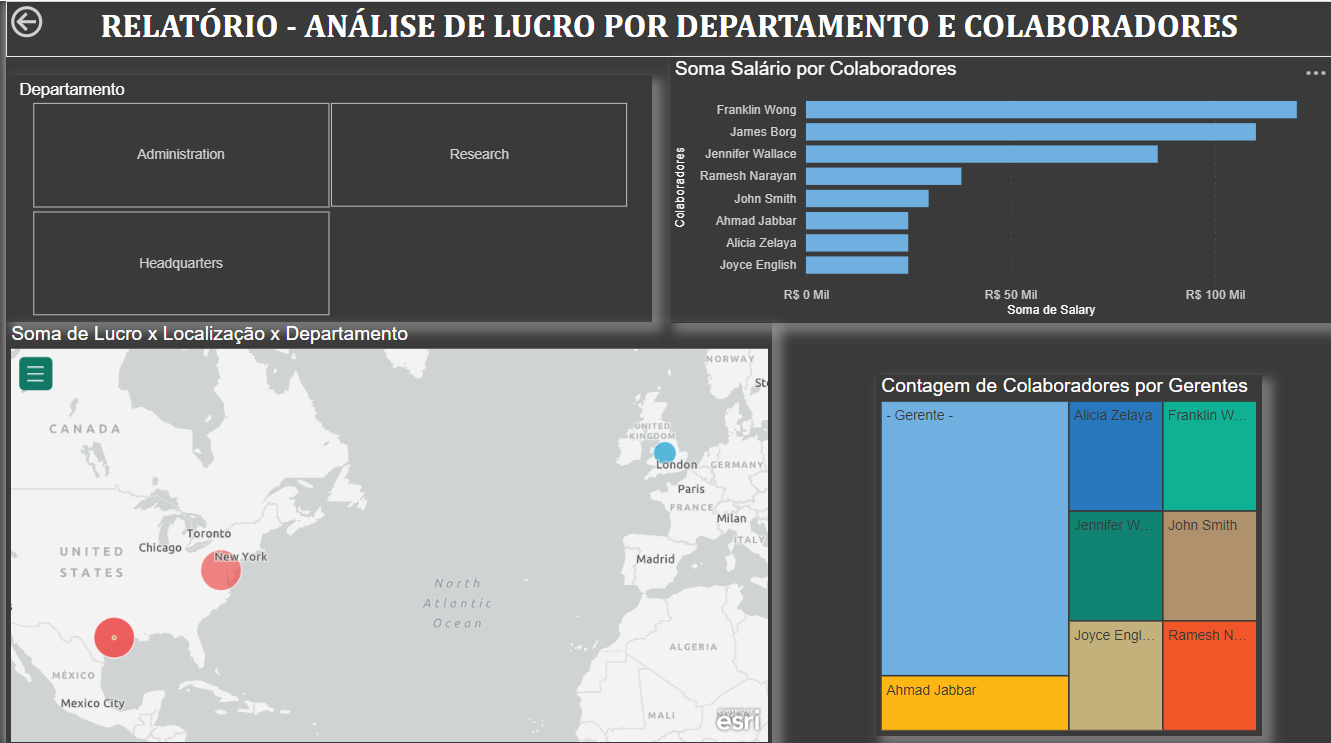 RELATÓRIO - ANÁLISE DE LUCRO POR DEPARTAMENTO E COLABORADORES
Departamento
Administration
Research
Headquarters
Soma Salário por Colaboradores
Colaboradores
Franklin Wong
James Borg
Jennifer Wallace
Ramesh Narayan
John Smith
Ahmad Jabbar
Alicia Zelaya
Joyce English
R$ 0 Mil
R$ 50 Mil
R$ 100 Mil
Soma de Salary
Soma de Lucro x Localização x Departamento
NORWAY
CANADA
UNITED
KINGDOM
London
GERMANY
Paris
FRANCE
Milan
ITALY
Toronto
Chicago
New York
UNITED
STATES
Madrid
North
Atlantic
Ocean
ALGERIA
MÉXICO
Mexico City
MALI
esri
Contagem de Colaboradores por Gerentes
- Gerente -
Alicia Zelaya
Franklin W...
Jennifer W...
John Smith
Joyce Engl...
Ramesh N...
Ahmad Jabbar